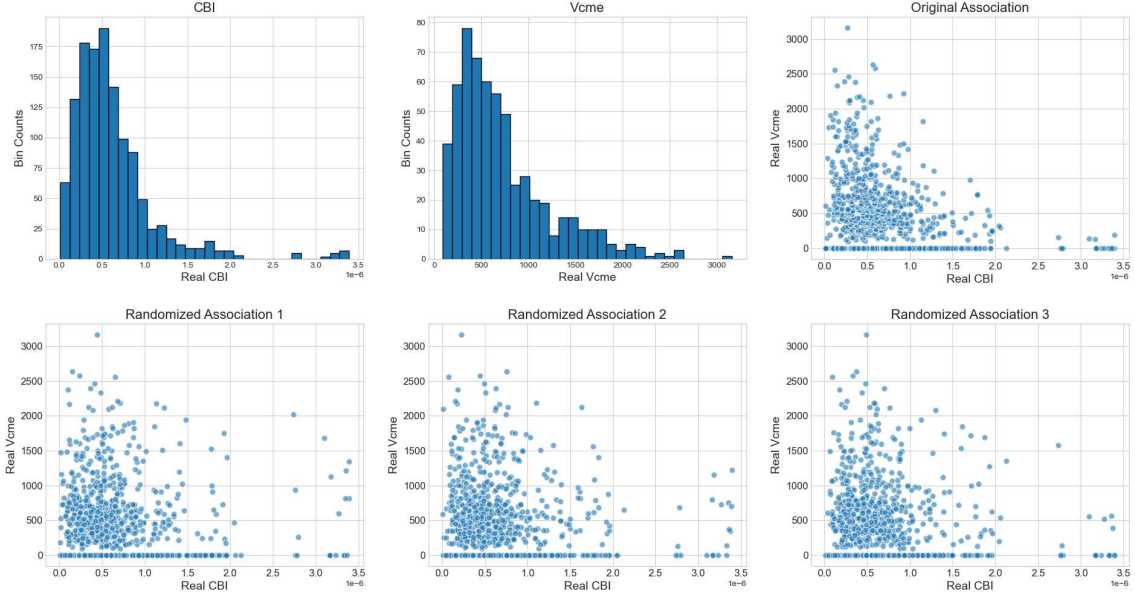 CBI
Bin Counts
175
150
125
100
75
50
25
0
0.0 0.5 1.0 1.5 2.0 2.5 3.0 3.5
1e−6
Real CBI
Vcme
Bin Counts
80
70
60
50
40
30
20
10
0
500 1000 1500 2000 2500 3000
Real Vcme
Original Association
Real Vcme
3000
2500
2000
1500
1000
500
0
0.0 0.5 1.0 1.5 2.0 2.5 3.0 3.5
1e−6
Real CBI
Randomized Association 1
Real Vcme
3000
2500
2000
1500
1000
500
0
0.0 0.5 1.0 1.5 2.0 2.5 3.0 3.5
1e−6
Real CBI
Randomized Association 2
Real Vcme
3000
2500
2000
1500
1000
500
0
0.0 0.5 1.0 1.5 2.0 2.5 3.0 3.5
1e−6
Real CBI
Randomized Association 3
Real Vcme
3000
2500
2000
1500
1000
500
0
0.0 0.5 1.0 1.5 2.0 2.5 3.0 3.5
1e−6
Real CBI